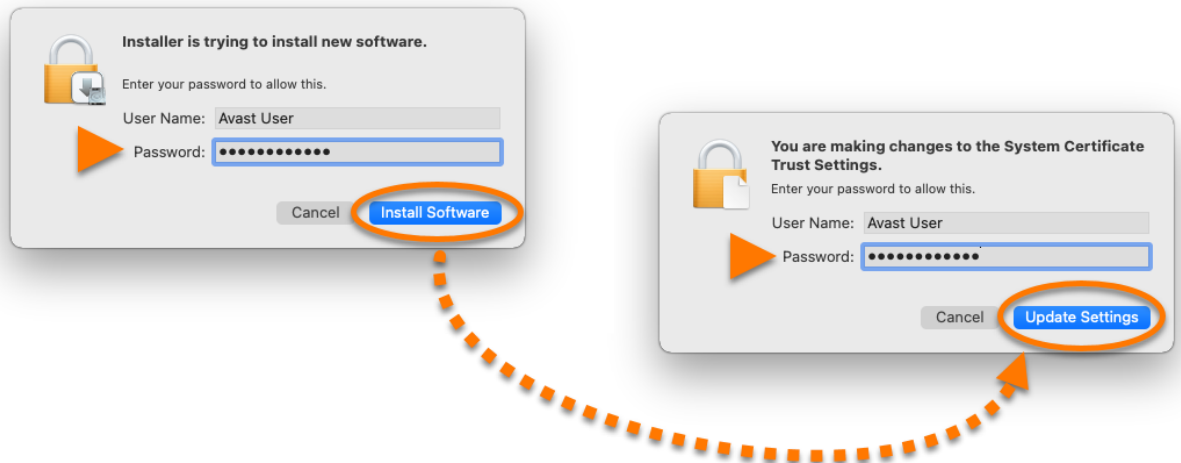 Installer is trying to install new software.
Enter your password to allow this.
User Name: Avast User
Password: ••••••••••••
Cancel Install Software
You are making changes to the System Certificate
Trust Settings.
Enter your password to allow this.
User Name: Avast User
Password: ••••••••••••
Cancel Update Settings